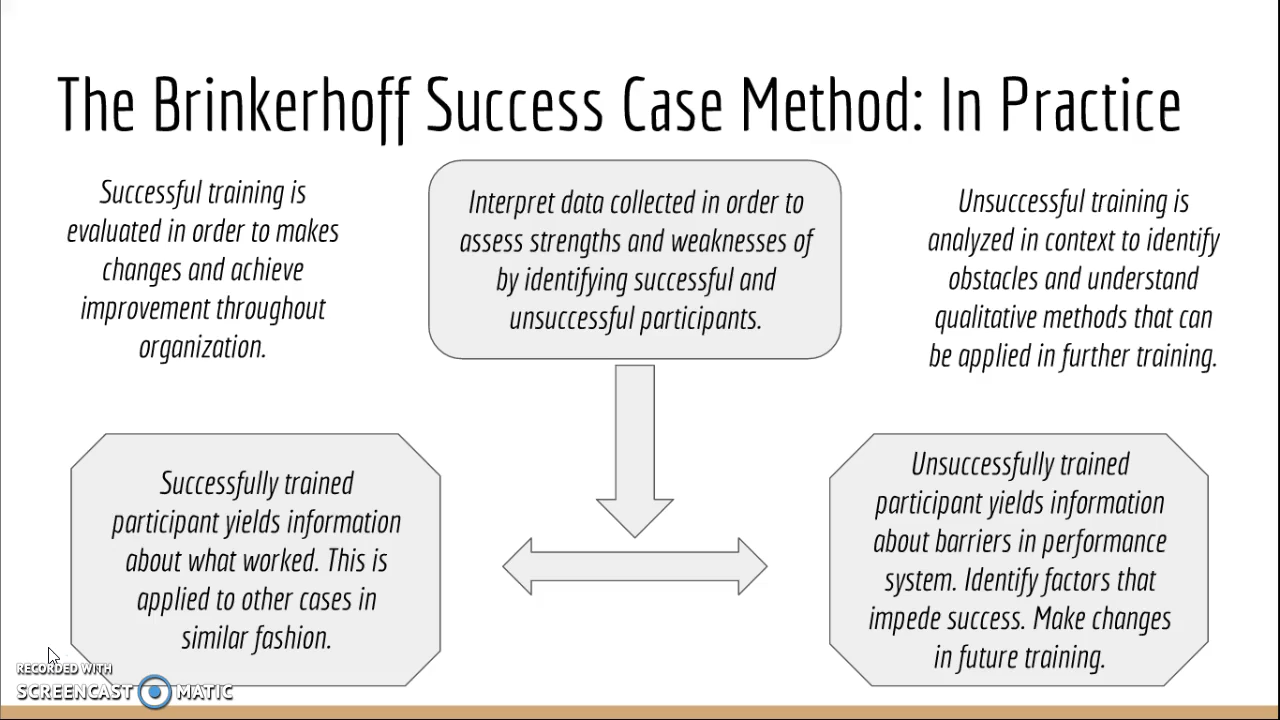 The Brinkerhoff Success Case Method: In Practice
Successful training is
evaluated in order to makes
changes and achieve
improvement throughout
organization.
Interpret data collected in order to
assess strengths and weaknesses of
by identifying successful and
unsuccessful participants.
Unsuccessful training is
analyzed in context to identify
obstacles and understand
qualitative methods that can
be applied in further training.
Successfully trained
participant yields information
about what worked. This is
applied to other cases in
similar fashion.
Unsuccessfully trained
participant yields information
about barriers in performance
system. Identify factors that
impede success. Make changes
in future training.
RECORDED WITH
SCREENCAST MATIC